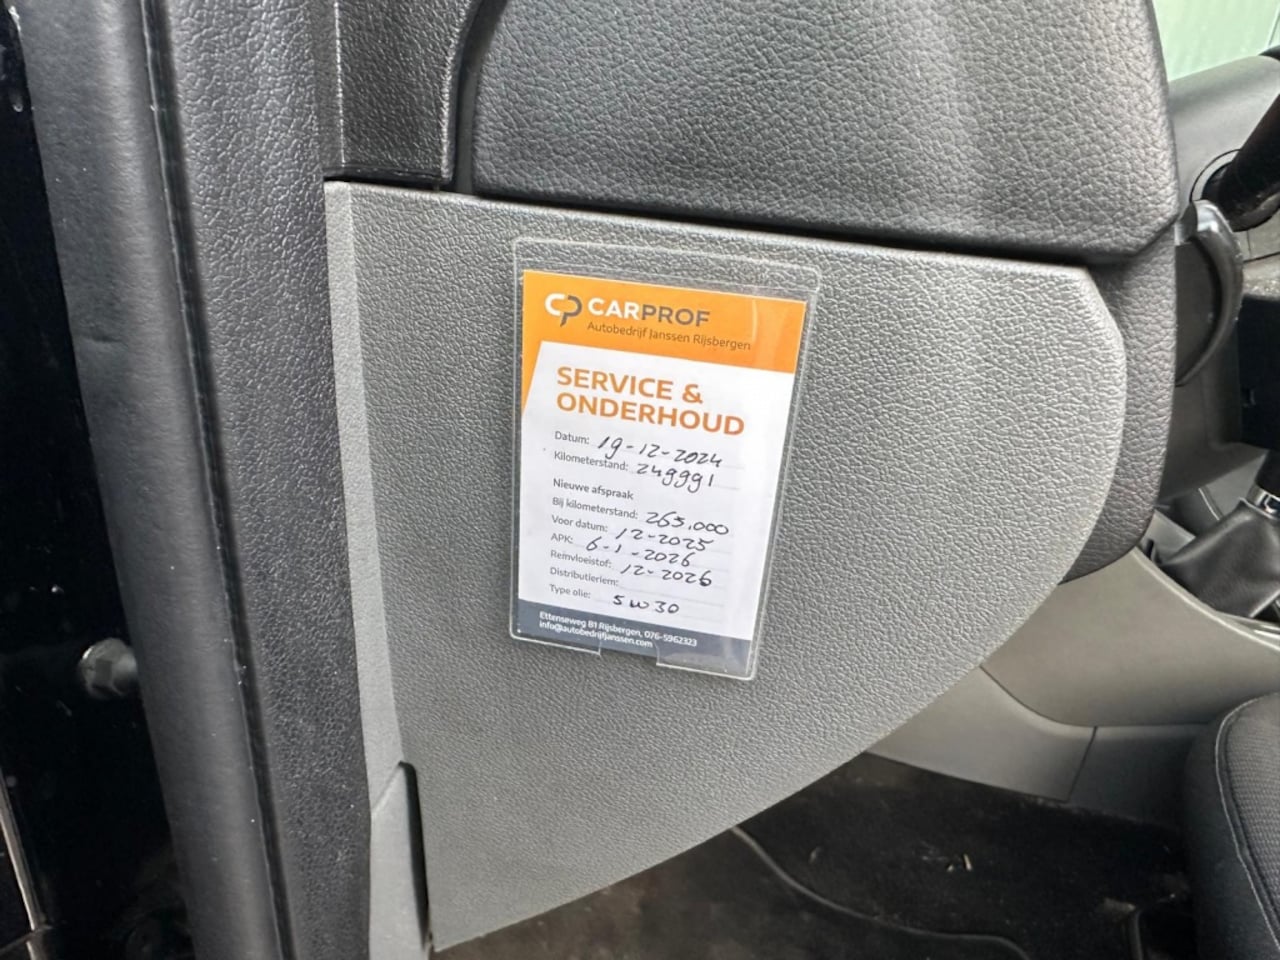 CP CARPROF
Autobedrijf Janssen Rijsbergen
SERVICE &
ONDERHOUD
Datum: 19-12-2024
Kilometerstand: 249991
Nieuwe afspraak
Bij kilometerstand: 265.000
Voor datum: 12-2025
APK: 6-1-2026
Remvloeistof: 12-2026
Distributieriem:
Type olie: 5w30
Ettenseweg 81 Rijsbergen, 076-5962323
info@autobedrijfjanssen.com